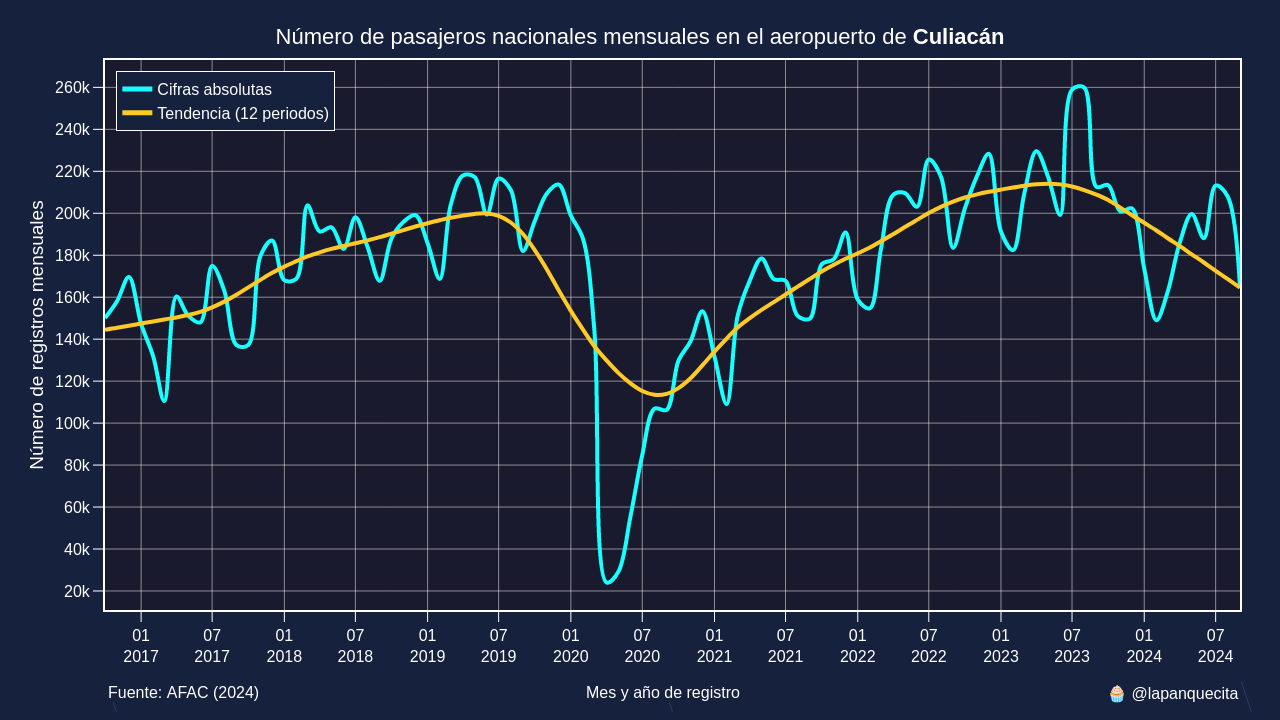 Número de pasajeros nacionales mensuales en el aeropuerto de Culiacán
Cifras absolutas
Tendencia (12 periodos)
Número de registros mensuales
260k
240k
220k
200k
180k
160k
140k
120k
100k
80k
60k
40k
20k
01 07 01 07 01 07 01 07 01 07 01 07 01 07 01 07
2017 2017 2018 2018 2019 2019 2020 2020 2021 2021 2022 2022 2023 2023 2024 2024
Fuente: AFAC (2024) Mes y año de registro 🧁 @lapanquecita